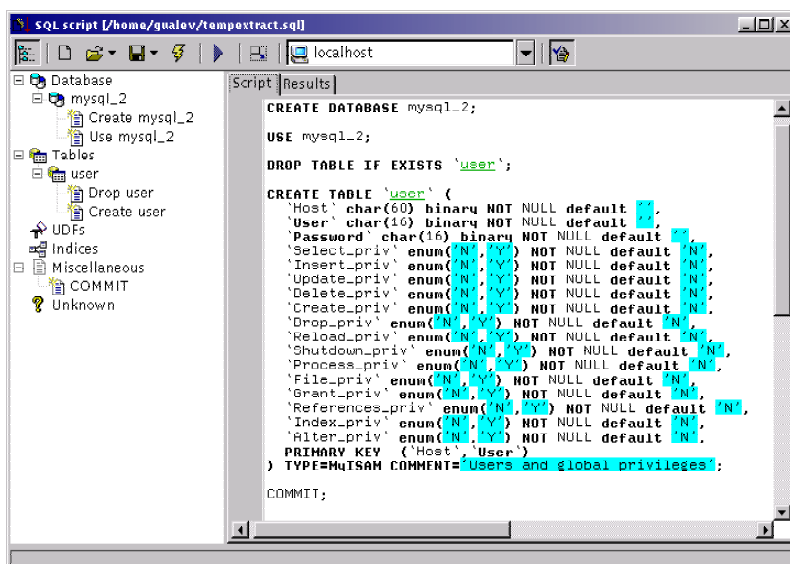 SQL script [/home/gualov/tempextract.sql]
localhost
Database
mysql_2
Create mysql_2
Use mysql_2
Tables
user
Drop user
Create user
UDFs
Indices
Miscellaneous
COMMIT
Unknown
Script Results
CREATE DATABASE mysql_2;
USE mysql_2;
DROP TABLE IF EXISTS `user`;
CREATE TABLE `user` (
`Host` char(60) binary NOT NULL default '',
`User` char(16) binary NOT NULL default '',
`Password` char(16) binary NOT NULL default '',
`Select_priv` enum('N','Y') NOT NULL default 'N',
`Insert_priv` enum('N','Y') NOT NULL default 'N',
`Update_priv` enum('N','Y') NOT NULL default 'N',
`Delete_priv` enum('N','Y') NOT NULL default 'N',
`Create_priv` enum('N','Y') NOT NULL default 'N',
`Drop_priv` enum('N','Y') NOT NULL default 'N',
`Reload_priv` enum('N','Y') NOT NULL default 'N',
`Shutdown_priv` enum('N','Y') NOT NULL default 'N',
`Process_priv` enum('N','Y') NOT NULL default 'N',
`File_priv` enum('N','Y') NOT NULL default 'N',
`Grant_priv` enum('N','Y') NOT NULL default 'N',
`References_priv` enum('N','Y') NOT NULL default 'N',
`Index_priv` enum('N','Y') NOT NULL default 'N',
`Alter_priv` enum('N','Y') NOT NULL default 'N',
PRIMARY KEY (`Host`,`User`)
) TYPE=MyISAM COMMENT='Users and global privileges';
COMMIT;